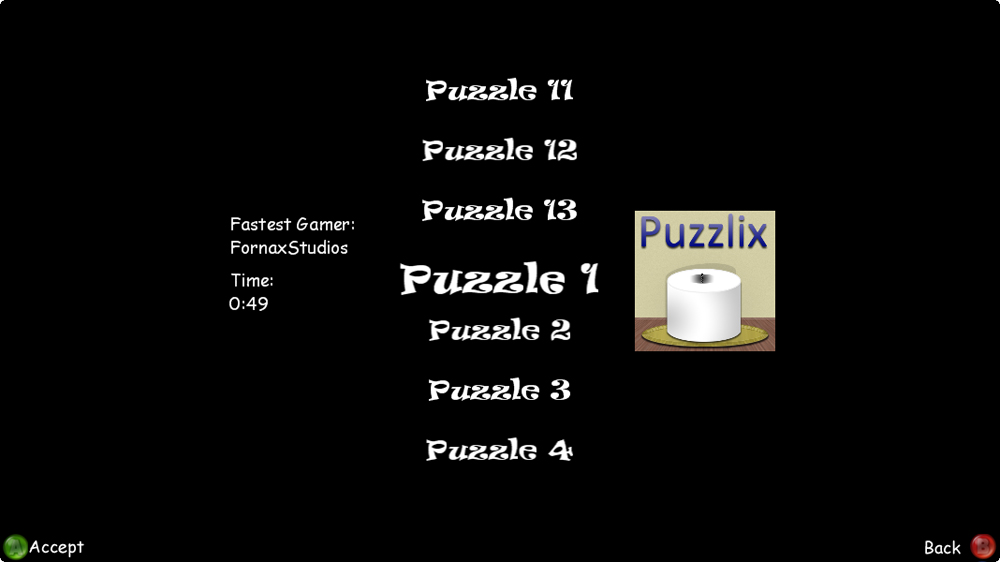 Puzzle 11
Puzzle 12
Puzzle 13
Fastest Gamer:
FornaxStudios
Time:
0:49
Puzzle 1
Puzzle 2
Puzzle 3
Puzzle 4
Puzzlix
A Accept
Back B